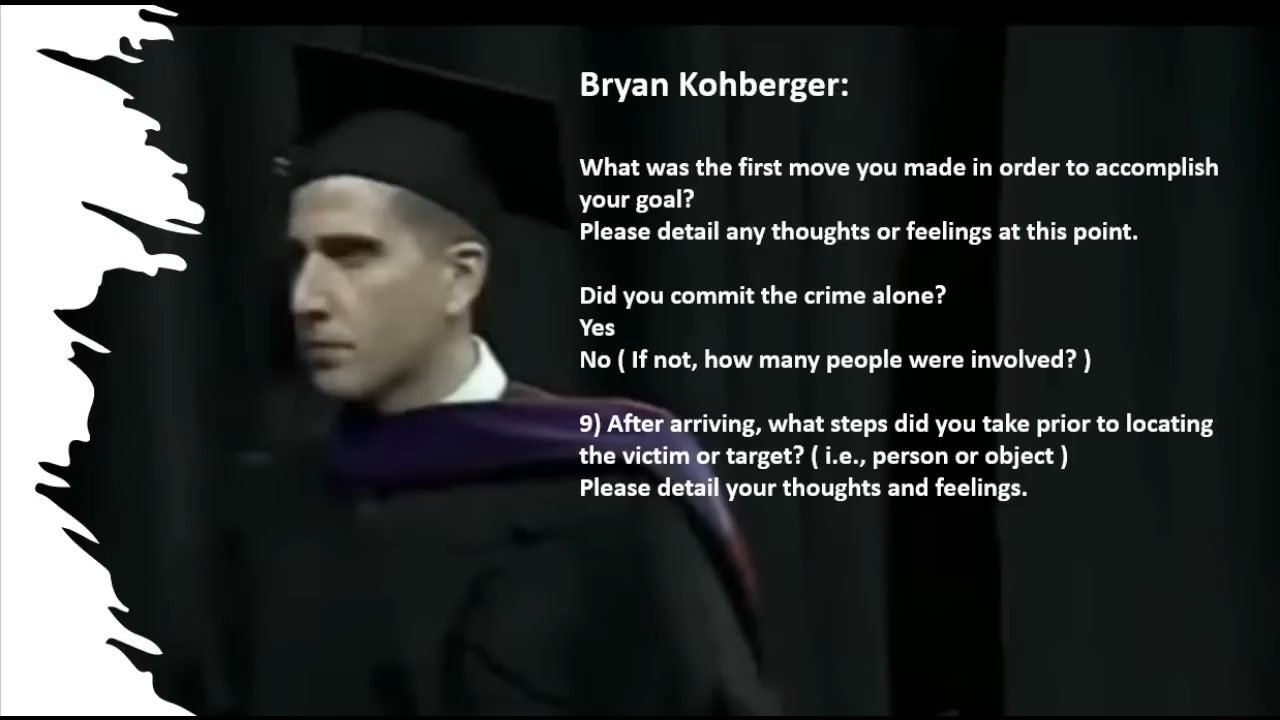 Bryan Kohberger:
What was the first move you made in order to accomplish
your goal?
Please detail any thoughts or feelings at this point.
Did you commit the crime alone?
Yes
No ( If not, how many people were involved? )
9) After arriving, what steps did you take prior to locating
the victim or target? ( i.e., person or object )
Please detail your thoughts and feelings.